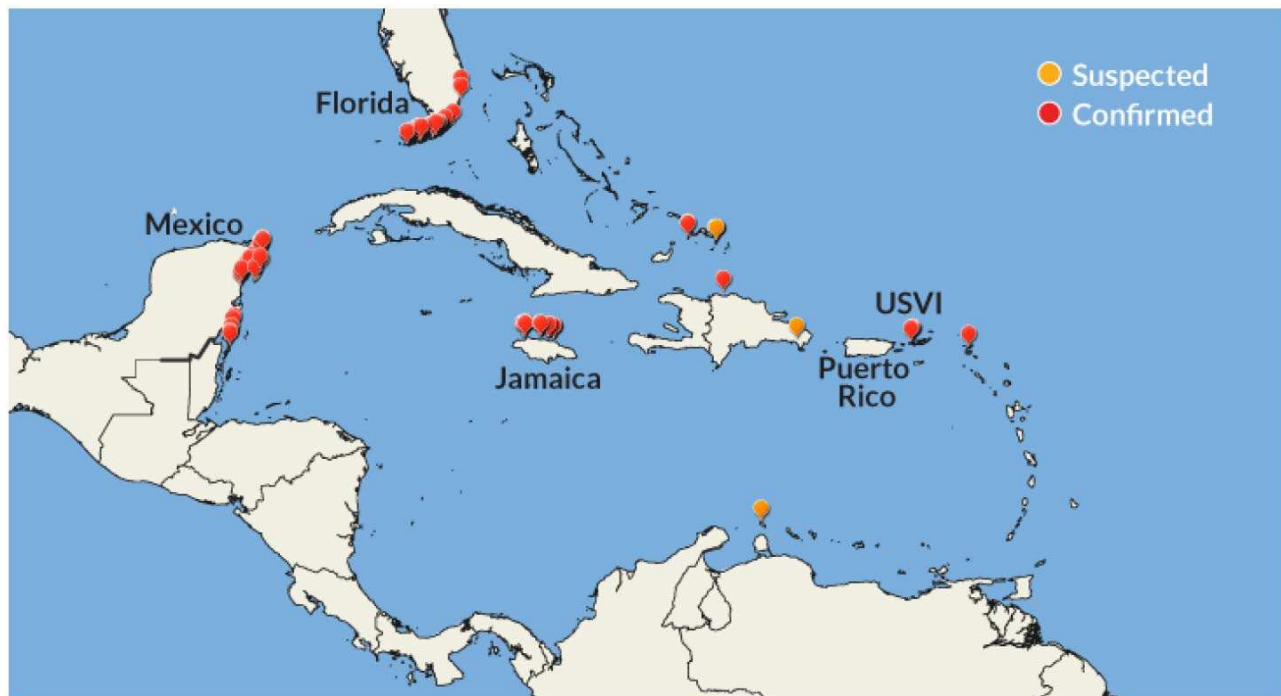 Suspected
Confirmed
Florida
Mexico
USVI
Jamaica
Puerto
Rico